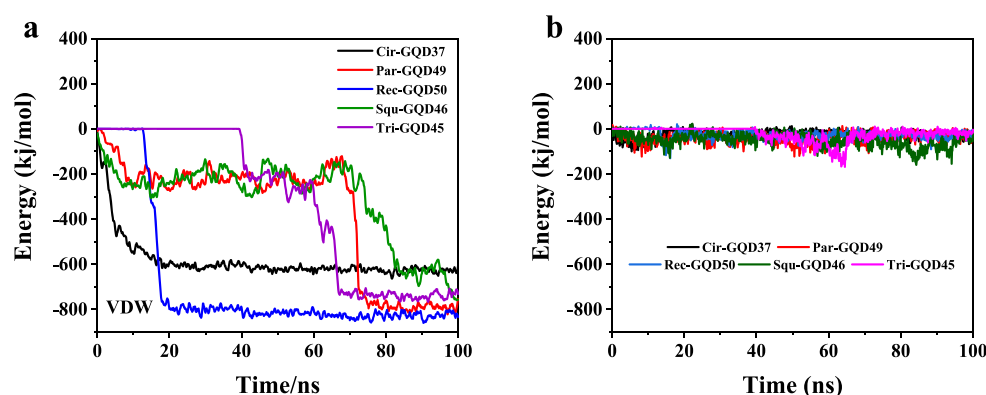 a
400
200
0
-200
-400
-600
-800
Energy (kj/mol)
Cir-GQD37
Par-GQD49
Rec-GQD50
Squ-GQD46
Tri-GQD45
VDW
0 20 40 60 80 100
Time/ns
b
400
200
0
-200
-400
-600
-800
Energy (kj/mol)
Cir-GQD37 Par-GQD49
Rec-GQD50 Squ-GQD46 Tri-GQD45
0 20 40 60 80 100
Time (ns)